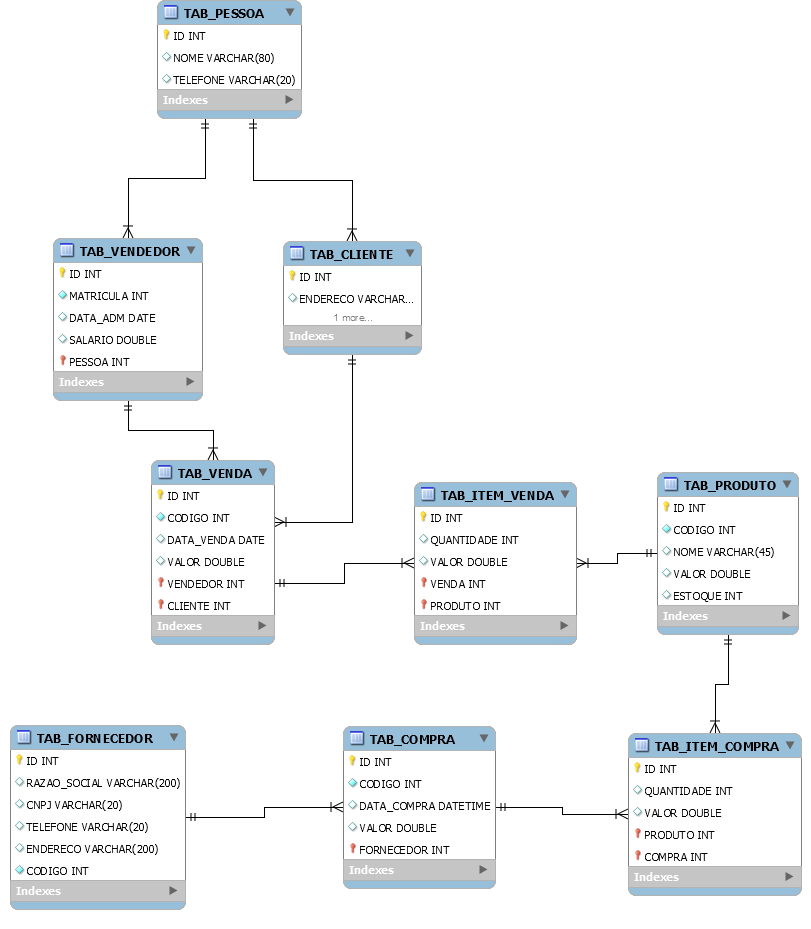 TAB_PESSOA
ID INT
NOME VARCHAR(80)
TELEFONE VARCHAR(20)
Indexes
TAB_VENDEDOR
ID INT
MATRICULA INT
DATA_ADM DATE
SALARIO DOUBLE
PESSOA INT
Indexes
TAB_CLIENTE
ID INT
ENDERECO VARCHAR...
1 more...
Indexes
TAB_VENDA
ID INT
CODIGO INT
DATA_VENDA DATE
VALOR DOUBLE
VENDEDOR INT
CLIENTE INT
Indexes
TAB_ITEM_VENDA
ID INT
QUANTIDADE INT
VALOR DOUBLE
VENDA INT
PRODUTO INT
Indexes
TAB_PRODUTO
ID INT
CODIGO INT
NOME VARCHAR(45)
VALOR DOUBLE
ESTOQUE INT
Indexes
TAB_FORNECEDOR
ID INT
RAZAO_SOCIAL VARCHAR(200)
CNPJ VARCHAR(20)
TELEFONE VARCHAR(20)
ENDERECO VARCHAR(200)
CODIGO INT
Indexes
TAB_COMPRA
ID INT
CODIGO INT
DATA_COMPRA DATETIME
VALOR DOUBLE
FORNECEDOR INT
Indexes
TAB_ITEM_COMPRA
ID INT
QUANTIDADE INT
VALOR DOUBLE
PRODUTO INT
COMPRA INT
Indexes